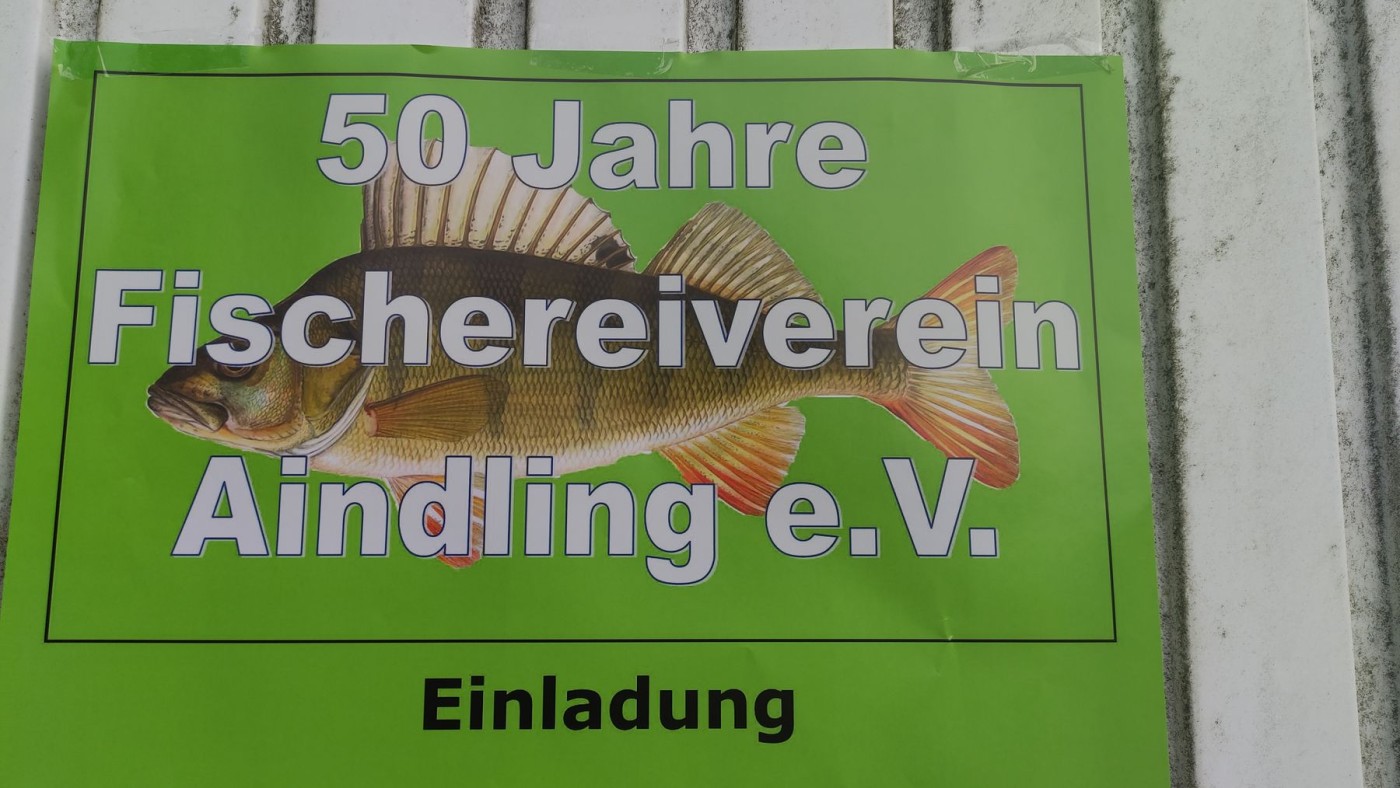 50 Jahre
Fischereiverein
Aindling e.V.
Einladung